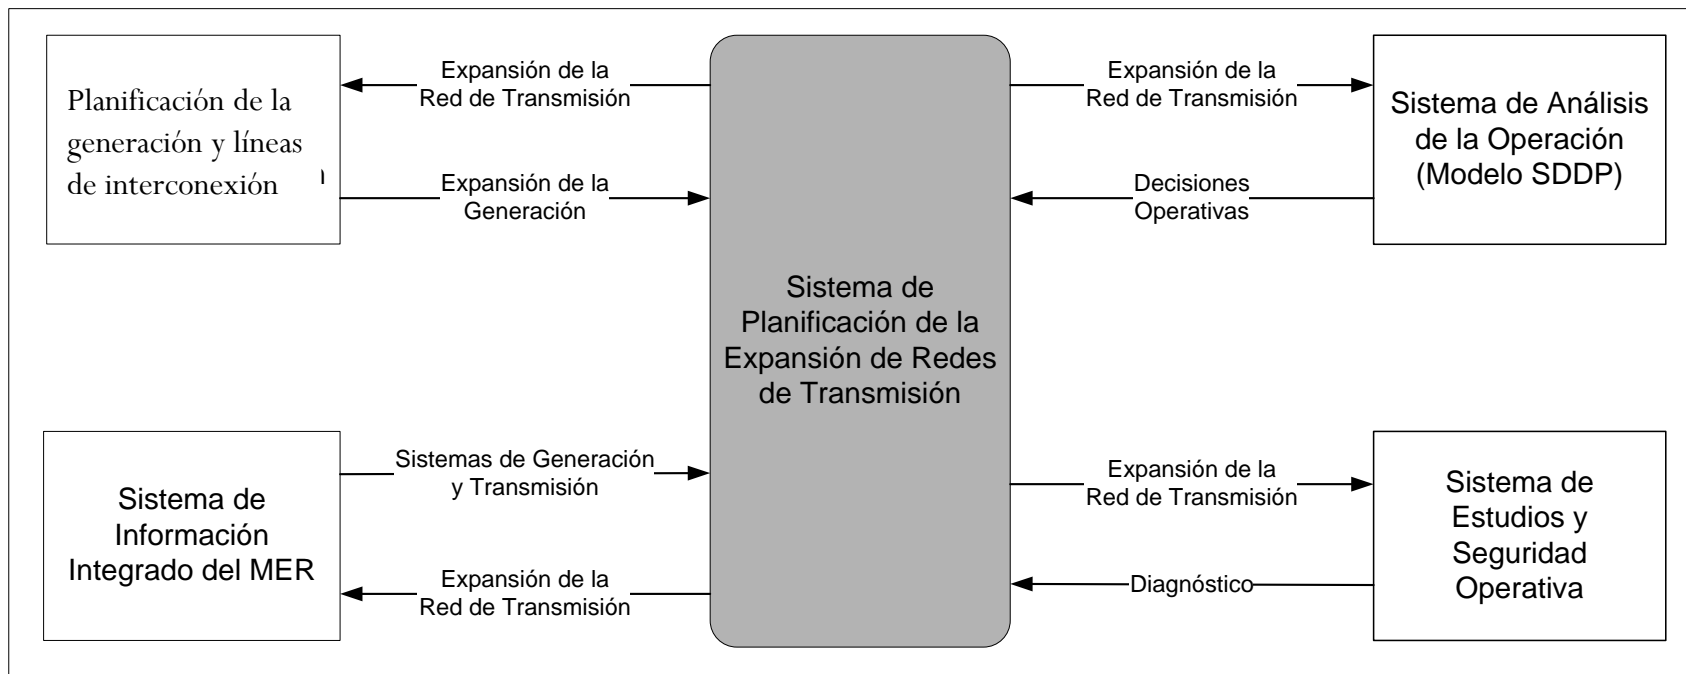 Planificación de la
generación y líneas
de interconexión
Expansión de la
Red de Transmisión
Expansión de la
Generación
Sistema de
Planificación de la
Expansión de Redes
de Transmisión
Expansión de la
Red de Transmisión
Decisiones
Operativas
Sistema de Análisis
de la Operación
(Modelo SDDP)
Sistema de
Información
Integrado del MER
Sistemas de Generación
y Transmisión
Expansión de la
Red de Transmisión
Expansión de la
Red de Transmisión
Diagnóstico
Sistema de
Estudios y
Seguridad
Operativa